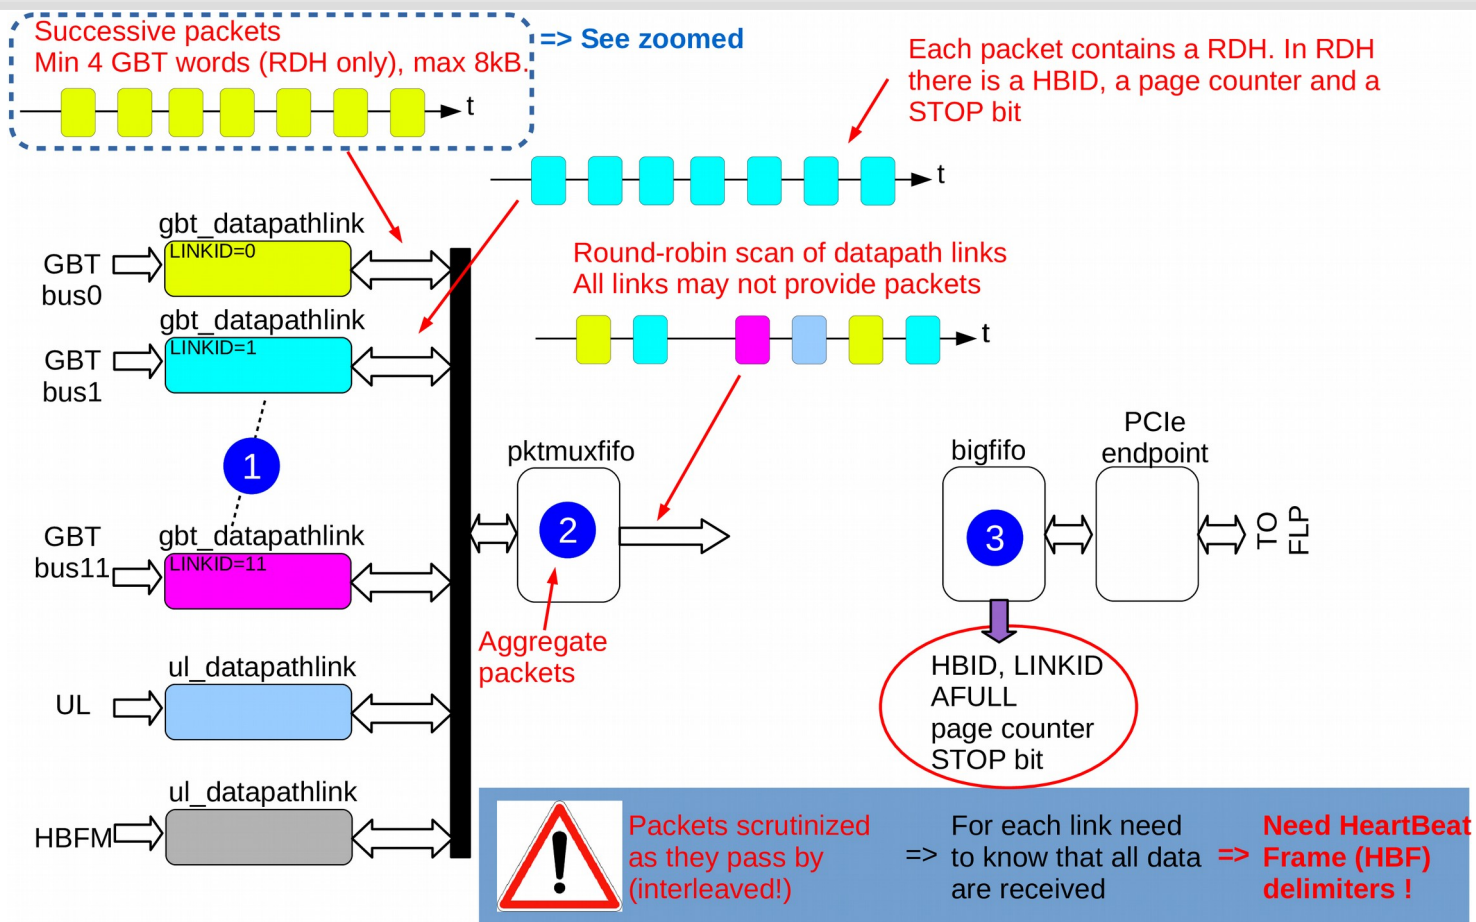 Successive packets
Min 4 GBT words (RDH only), max 8kB.
t
=> See zoomed
Each packet contains a RDH. In RDH
there is a HBID, a page counter and a
STOP bit
t
gbt_datapathlink
LINKID=0
GBT
bus0
Round-robin scan of datapath links
All links may not provide packets
t
gbt_datapathlink
LINKID=1
GBT
bus1
1
pktmuxfifo
2
bigfifo
3
PCIe
endpoint
TO
FLP
gbt_datapathlink
LINKID=11
GBT
bus11
Aggregate
packets
ul_datapathlink
UL
HBID, LINKID
AFULL
page counter
STOP bit
ul_datapathlink
HBFM
!
Packets scrutinized
as they pass by
(interleaved!)
=>
For each link need
to know that all data
are received
=>
Need HeartBeat
Frame (HBF)
delimiters !